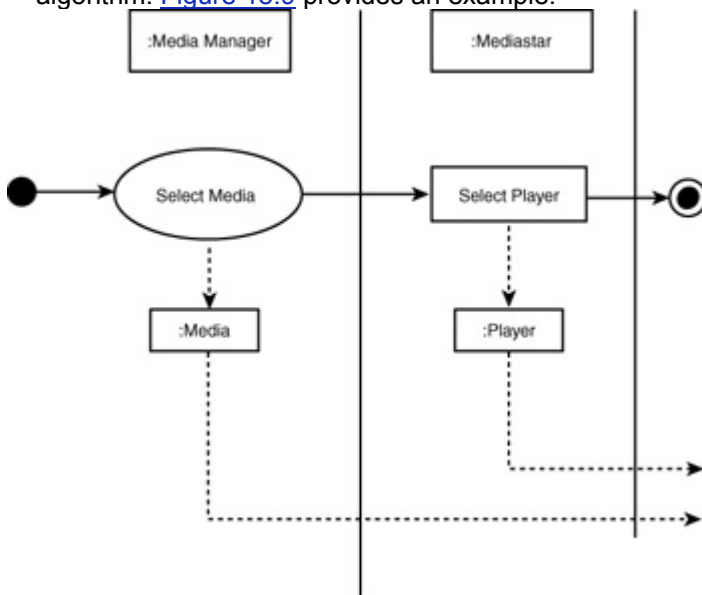 provides an example.
:Media Manager :Mediastar
Select Media Select Player
:Media :Player